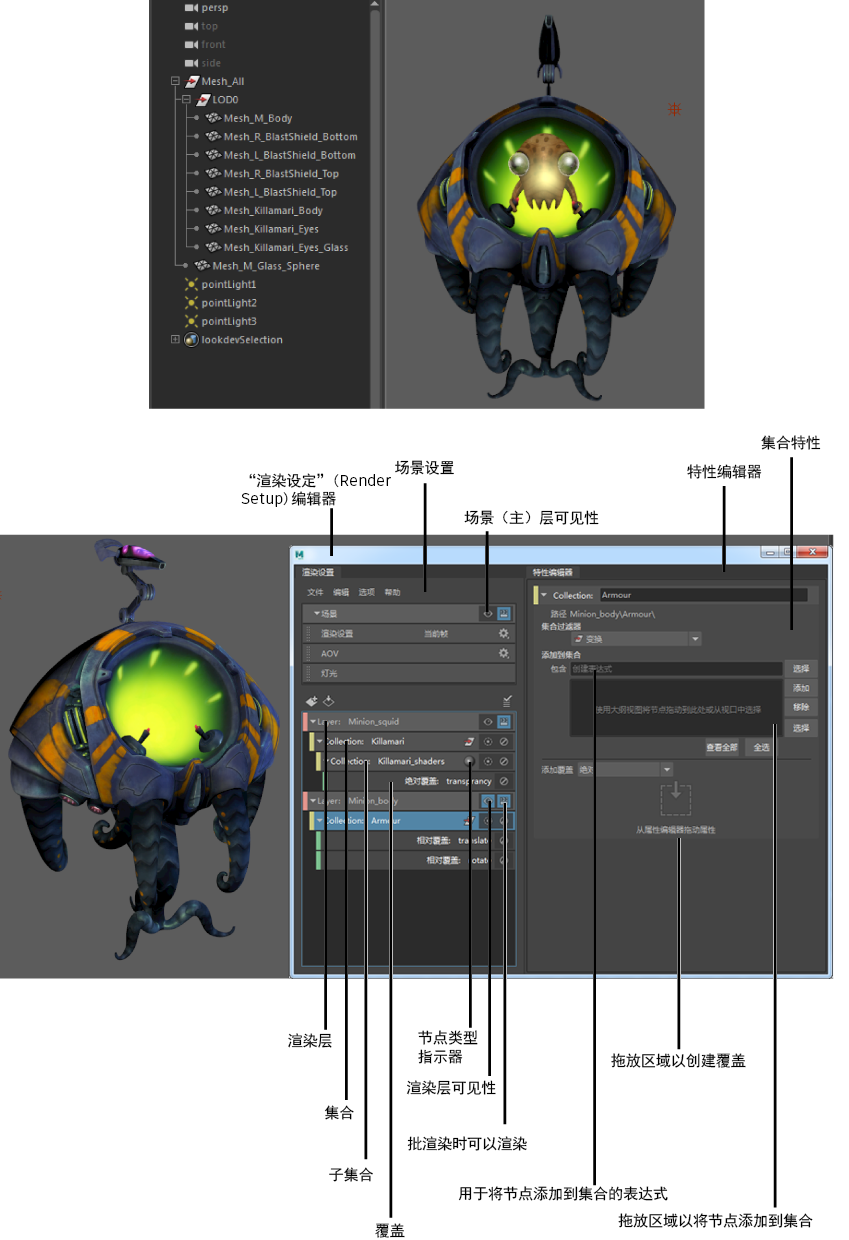 persp
top
front
side
Mesh_All
LOD0
Mesh_M_Body
Mesh_R_BlastShield_Bottom
Mesh_L_BlastShield_Bottom
Mesh_R_BlastShield_Top
Mesh_L_BlastShield_Top
Mesh_Killamari_Body
Mesh_Killamari_Eyes
Mesh_Killamari_Eyes_Glass
Mesh_M_Glass_Sphere
pointLight1
pointLight2
pointLight3
lookdevSelection
集合特性
场景设置
特性编辑器
“渲染设定”（Render
Setup)编辑器
场景（主）层可见性
M
渲染设置
特性编辑器
文件 编辑 选项 帮助
Collection: Armour
场景
路径 Minion_body\Armour\
集合过滤器
渲染设置 当前帧
变换
AOV
添加到集合
灯光
包含 创建表达式 选择
添加
使用大纲视图将节点拖动到此处或从视口中选择
移除
选择
Layer: Minion_squid
Collection: Killamari
查看全部 全选
Collection: Killamari_shaders
添加覆盖 绝对
绝对覆盖: transprancy
Layer: Minion_body
Collection: Armour
从属性编辑器拖动属性
相对覆盖: translate
相对覆盖: rotate
渲染层
节点类型
指示器
拖放区域以创建覆盖
渲染层可见性
集合
批渲染时可以渲染
子集合
用于将节点添加到集合的表达式
拖放区域以将节点添加到集合
覆盖